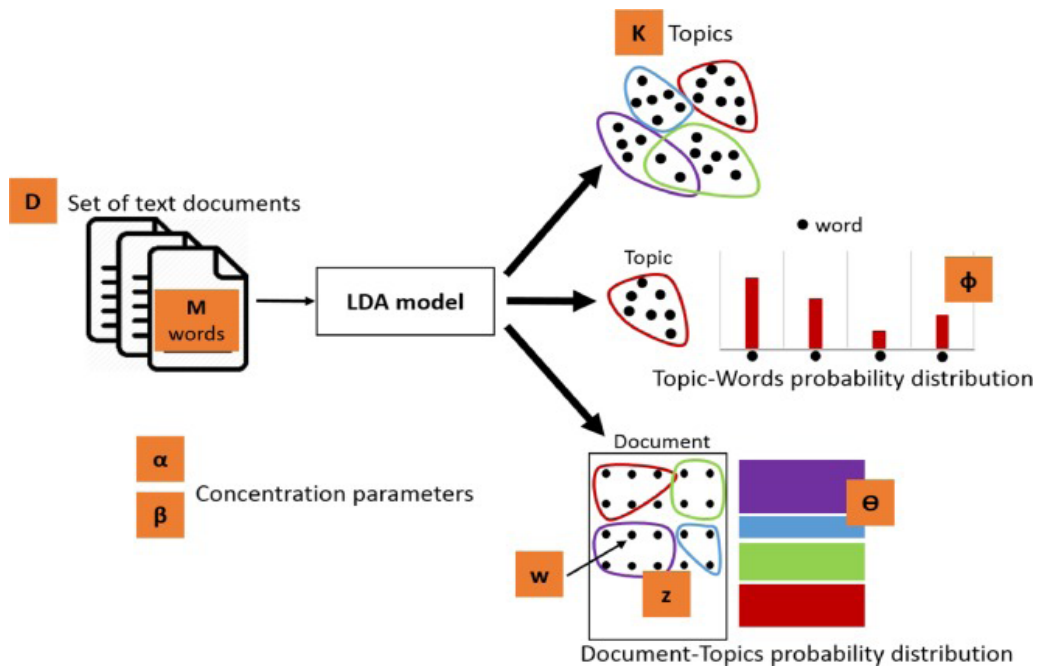 K Topics
D Set of text documents
M
words
LDA model
word
Topic
ϕ
Topic-Words probability distribution
α
β
Concentration parameters
Document
ϴ
w
z
Document-Topics probability distribution